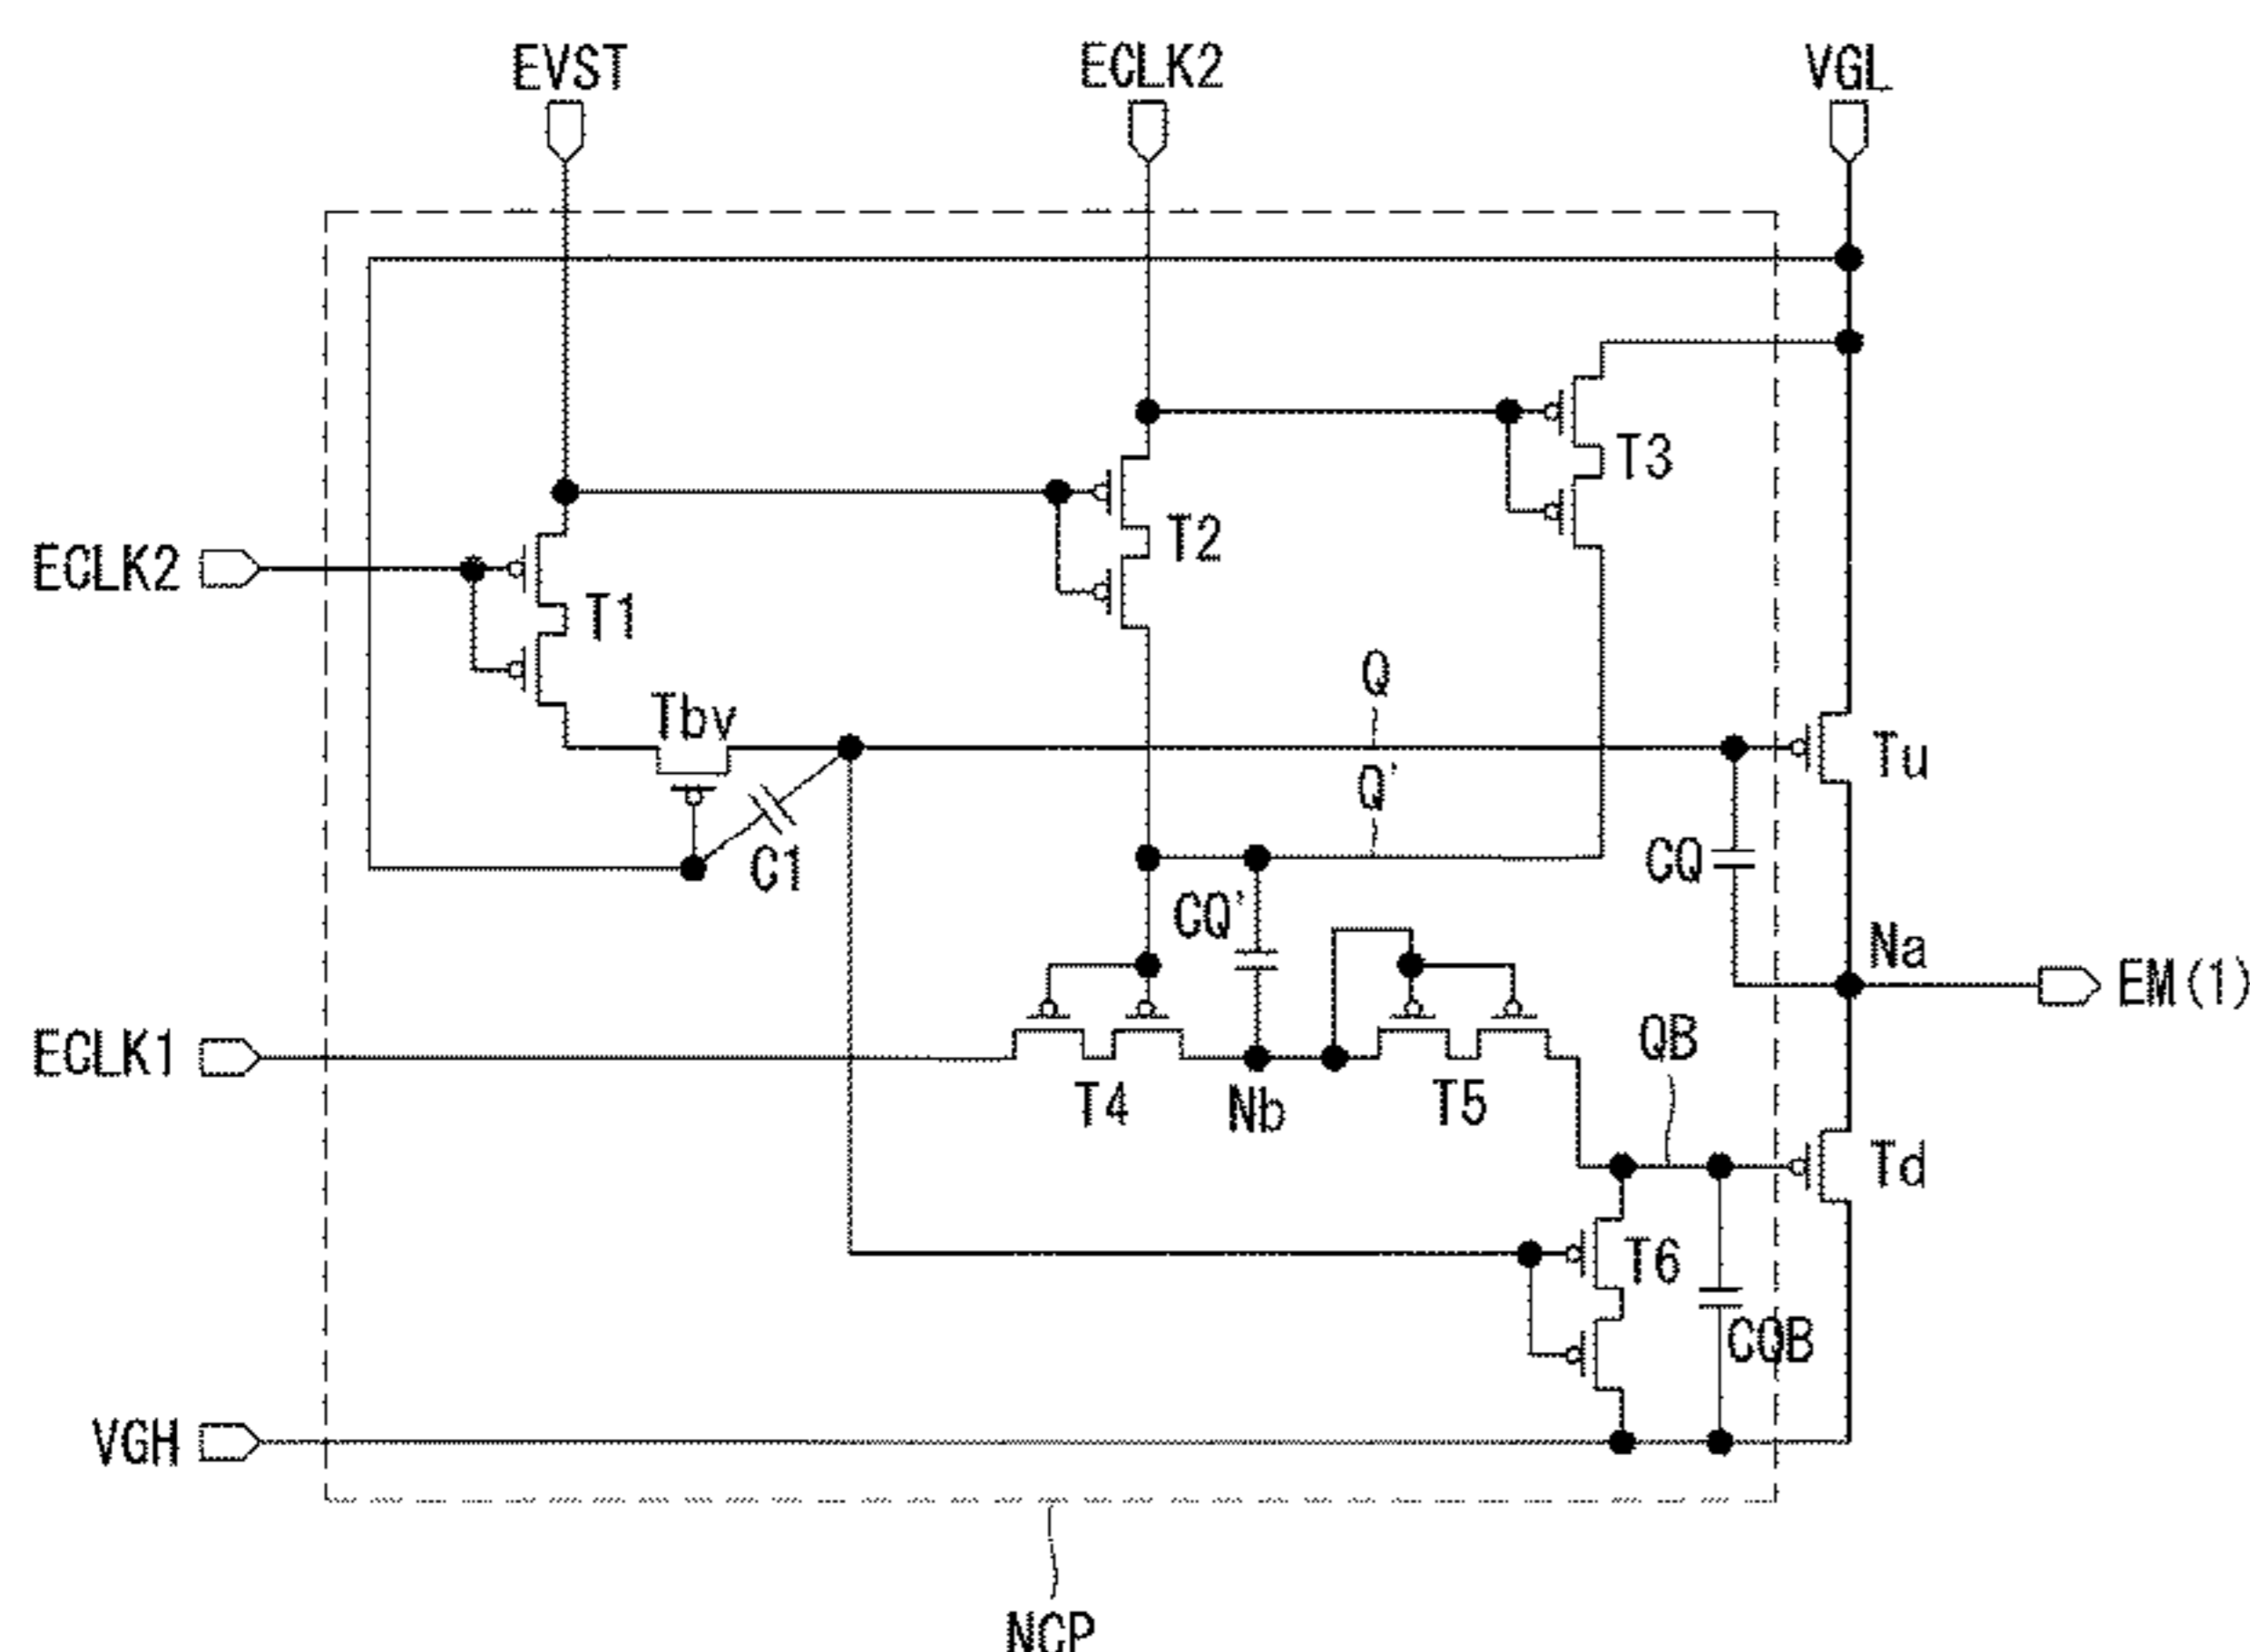 EVST
ECLK2
VGL
T3
T2
ECLK2
T1
Q
Tbv
Tu
Q'
C1
CQ
CQ'
Na
EM(1)
QB
ECLK1
T4
Nb
T5
Td
T6
CQB
VGH
NCP